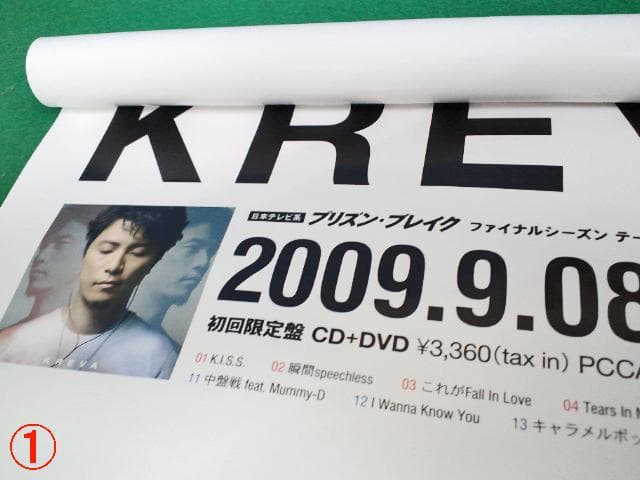 KREV
日本テレビ系 プリズン・ブレイク ファイナルシーズン テー
2009.9.08
初回限定盤 CD+DVD ¥3,360(tax in) PCCA
01 K.I.S.S. 02 瞬間speechless 03 これがFall In Love 04 Tears In
11 中盤戦 feat. Mummy-D 12 I Wanna Know You 13 キャラメルポッ
KREVA
①